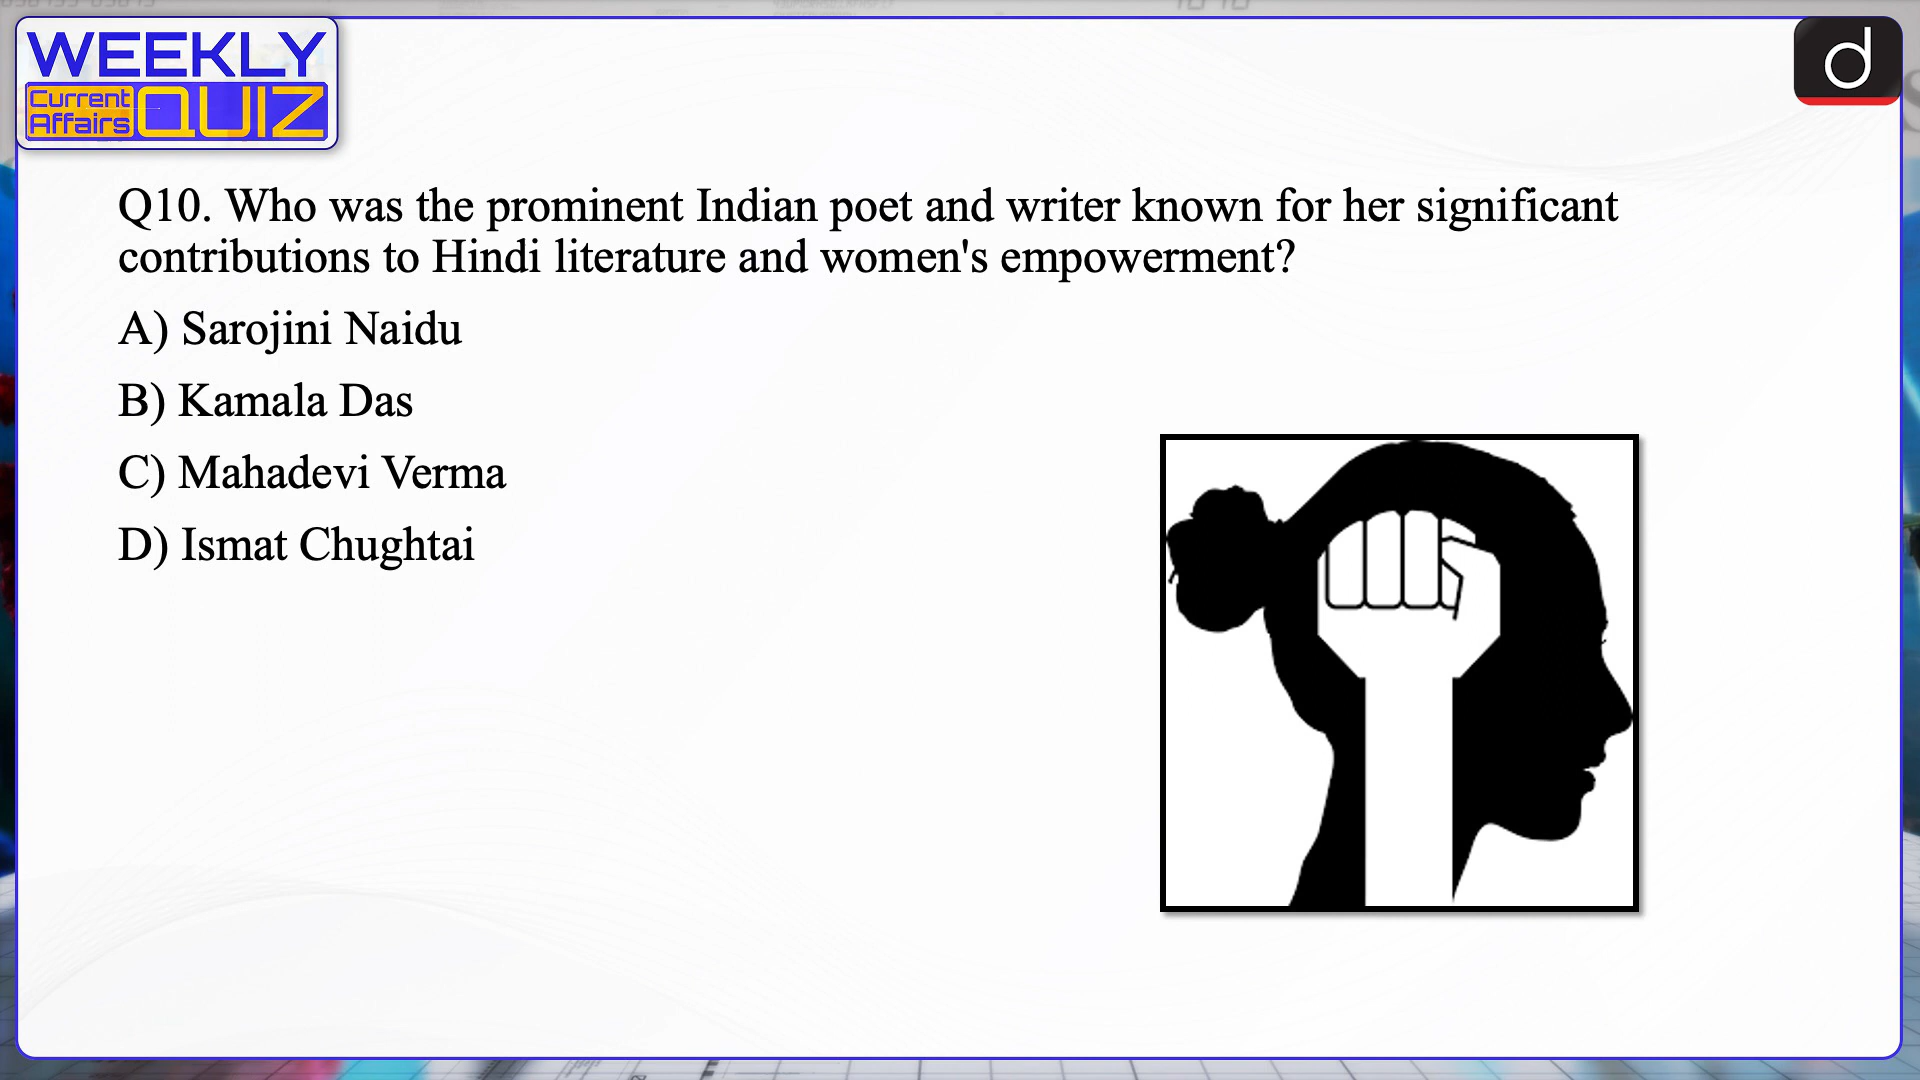 WEEKLY
Current
Affairs
QUIZ
d
Q10. Who was the prominent Indian poet and writer known for her significant
contributions to Hindi literature and women's empowerment?
A) Sarojini Naidu
B) Kamala Das
C) Mahadevi Verma
D) Ismat Chughtai